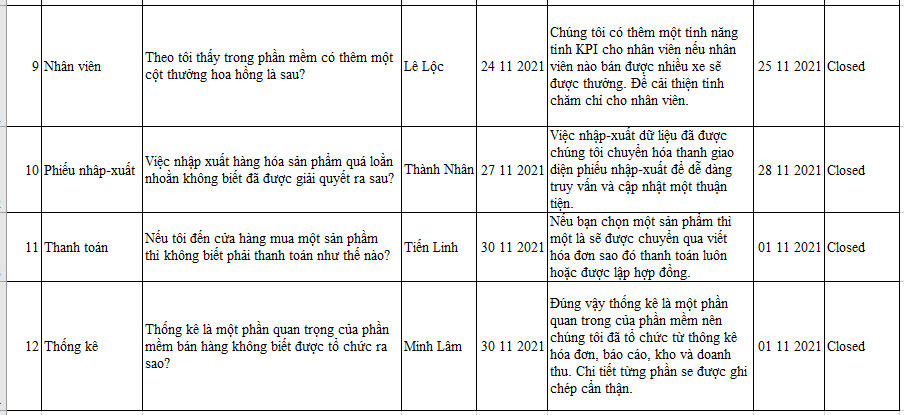 9 Nhân viên Theo tôi thấy trong phần mềm có thêm một cột thưởng hoa hồng là sau? Lê Lộc 24 11 2021 Chúng tôi có thêm một tính năng tính KPI cho nhân viên nếu nhân viên nào bán được nhiều xe sẽ được thưởng. Để cải thiện tính chăm chỉ cho nhân viên. 25 11 2021 Closed
10 Phiếu nhâp-xuất Việc nhập xuất hàng hóa sản phẩm quá loằn nhoằn không biết đã được giải quyết ra sau? Thành Nhân 27 11 2021 Việc nhập-xuất dữ liệu đã được chúng tôi chuyển hóa thanh giao diện phiếu nhập-xuất để dễ dàng truy vấn và cập nhật một thuận tiện. 28 11 2021 Closed
11 Thanh toán Nếu tôi đến cửa hàng mua một sản phẩm thì không biết phải thanh toán như thế nào? Tiến Linh 30 11 2021 Nếu bạn chọn một sản phẩm thì một là sẽ được chuyển qua viết hóa đơn sao đó thanh toán luôn hoặc được lập hợp đồng. 01 11 2021 Closed
12 Thống kê Thống kê là một phần quan trọng của phần mềm bán hàng không biết được tổ chức ra sao? Minh Lâm 30 11 2021 Đúng vậy thống kê là một phần quan trong của phần mềm nên chúng tôi đã tổ chức từ thông kê hóa đơn, báo cáo, kho và doanh thu. Chi tiết từng phần se được ghi chép cẩn thận. 01 11 2021 Closed